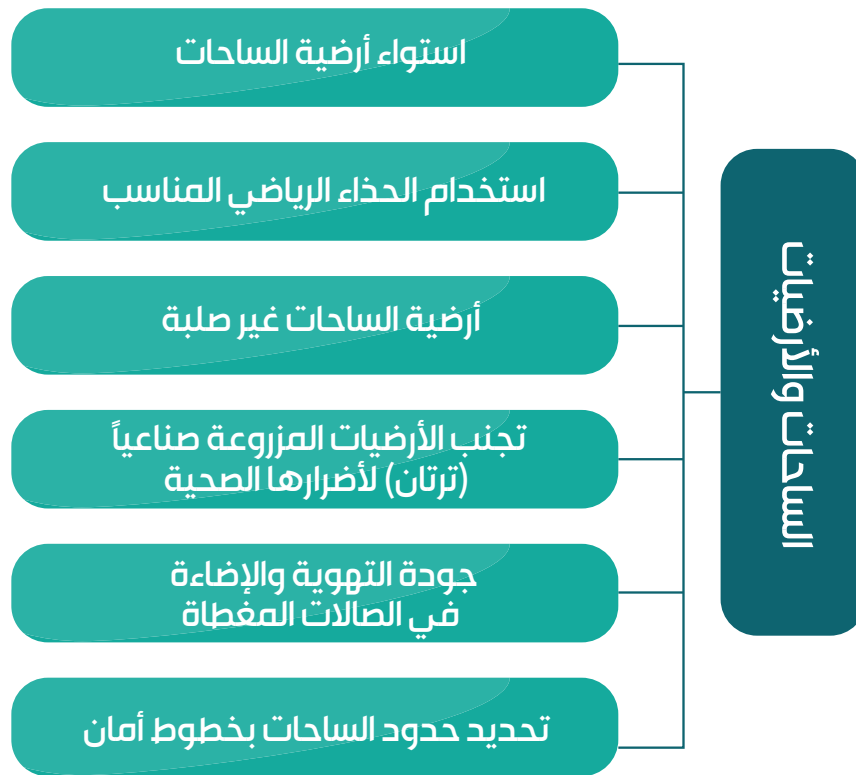 الساحات والأرضيات
استواء أرضية الساحات
استخدام الحذاء الرياضي المناسب
أرضية الساحات غير صلبة
تجنب الأرضيات المزروعة صناعياً
(ترتان) لأضرارها الصحية
جودة التهوية والإضاءة
في الصالات المغطاة
تحديد حدود الساحات بخطوط أمان